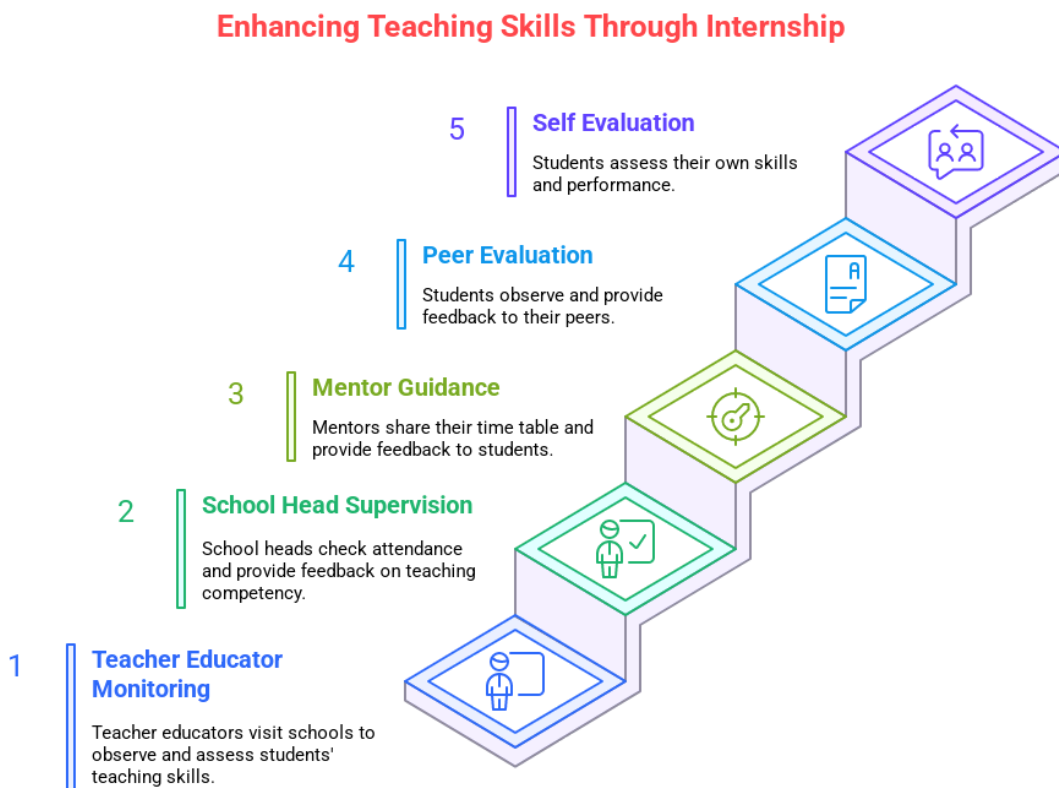 Enhancing Teaching Skills Through Internship
5
Self Evaluation
Students assess their own skills
and performance.
4
Peer Evaluation
Students observe and provide
feedback to their peers.
A
3
Mentor Guidance
Mentors share their time table and
provide feedback to students.
2
School Head Supervision
School heads check attendance
and provide feedback on teaching
competency.
1
Teacher Educator
Monitoring
Teacher educators visit schools to
observe and assess students'
teaching skills.